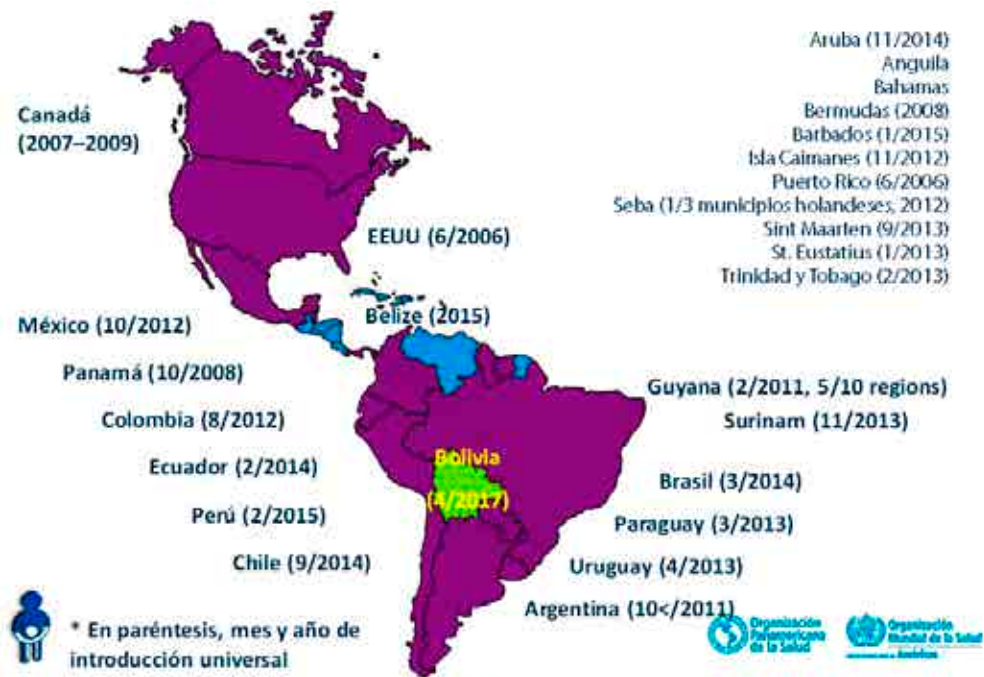 Aruba (11/2014)
Anguila
Bahamas
Bermudas (2008)
Barbados (1/2015)
Isla Caimanes (11/2012)
Puerto Rico (6/2006)
Seba (1/3 municipios holandeses, 2012)
Sint Maarten (9/2013)
St. Eustatius (1/2013)
Trinidad y Tobago (2/2013)
Canadá
(2007–2009)
EEUU (6/2006)
Belize (2015)
México (10/2012)
Panamá (10/2008)
Colombia (8/2012)
Ecuador (2/2014)
Perú (2/2015)
Chile (9/2014)
Bolivia
(4/2017)
Guyana (2/2011, 5/10 regions)
Surinam (11/2013)
Brasil (3/2014)
Paraguay (3/2013)
Uruguay (4/2013)
Argentina (10</2011)
* En paréntesis, mes y año de
introducción universal
Organización
Panamericana
de la Salud
Organización
Mundial de la Salud
Américas